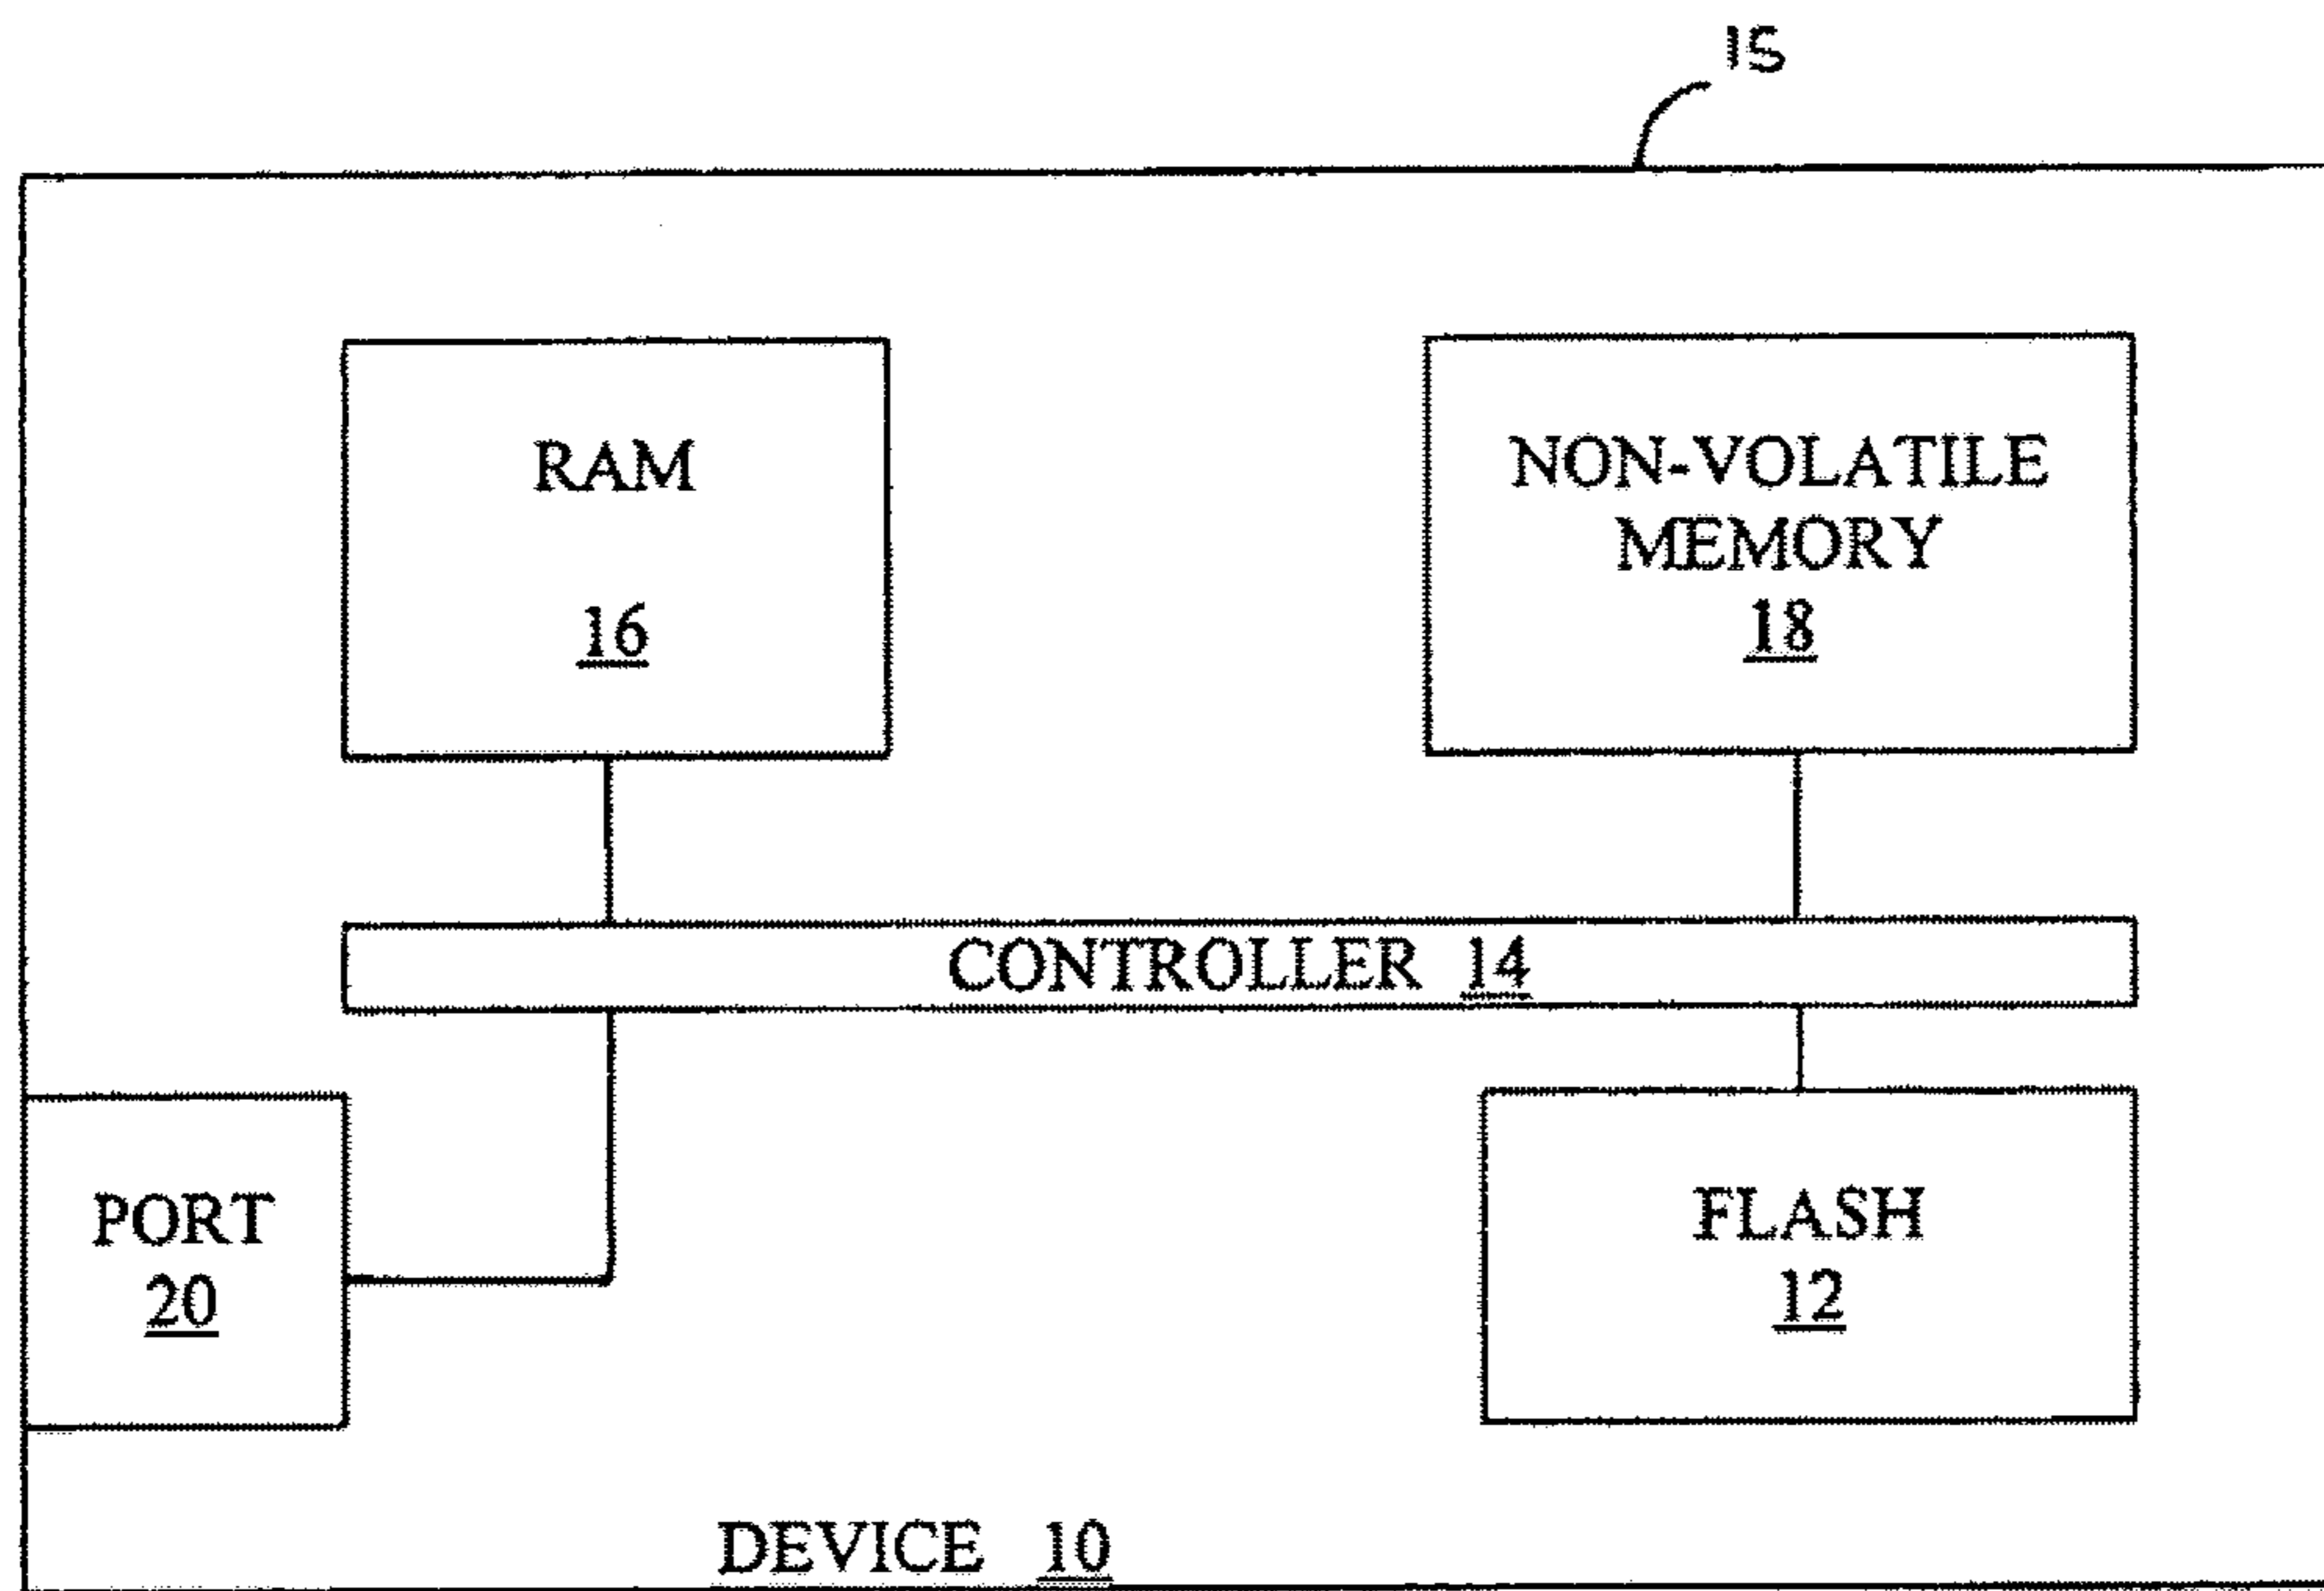 15
RAM
16
NON-VOLATILE
MEMORY
18
CONTROLLER 14
PORT
20
FLASH
12
DEVICE 10